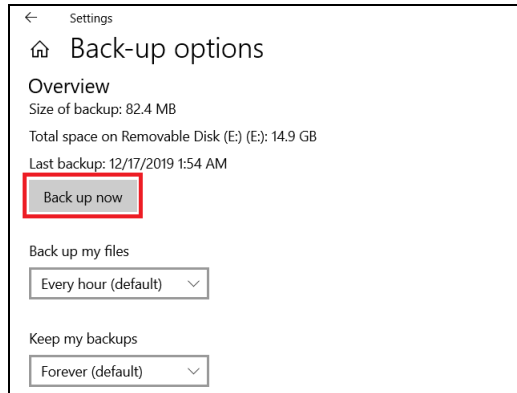 Settings
Back-up options
Overview
Size of backup: 82.4 MB
Total space on Removable Disk (E:) (E:): 14.9 GB
Last backup: 12/17/2019 1:54 AM
Back up now
Back up my files
Every hour (default)
Keep my backups
Forever (default)